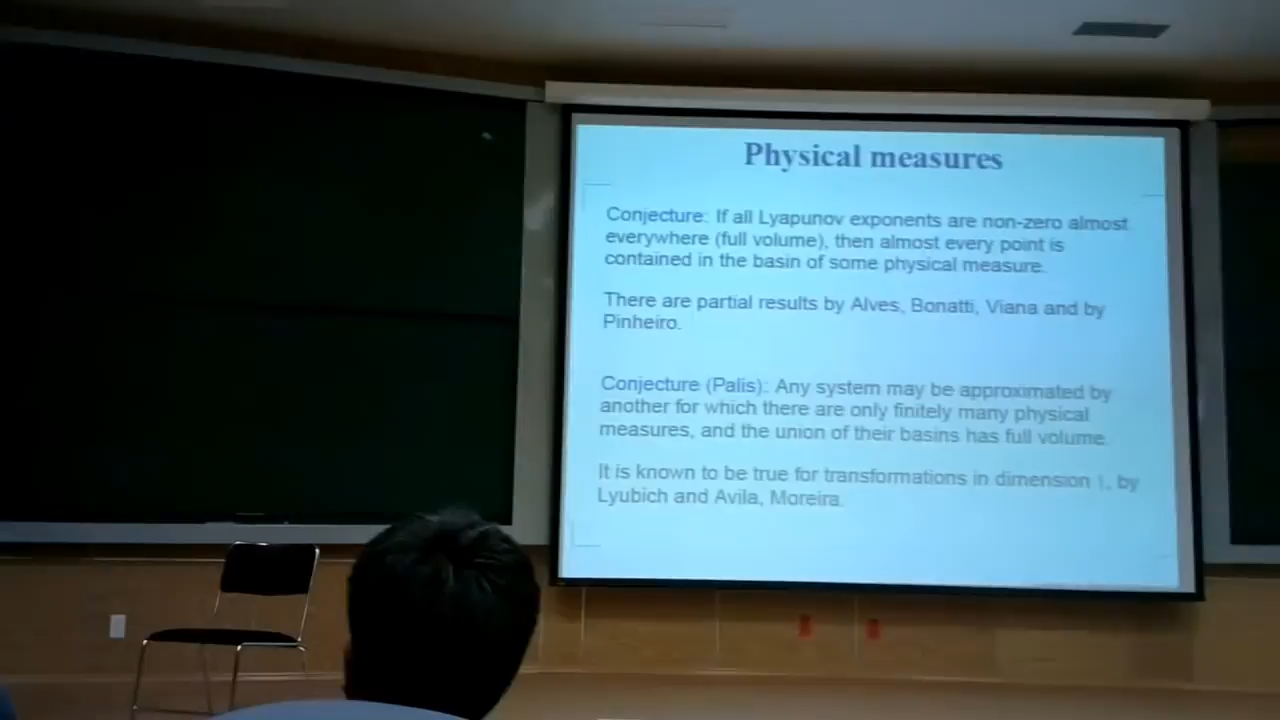 Physical measures
Conjecture: If all Lyapunov exponents are non-zero almost
everywhere (full volume), then almost every point is
contained in the basin of some physical measure.
There are partial results by Alves, Bonatti, Viana and by
Pinheiro.
Conjecture (Palis): Any system may be approximated by
another for which there are only finitely many physical
measures, and the union of their basins has full volume.
It is known to be true for transformations in dimension 1, by
Lyubich and Avila, Moreira.